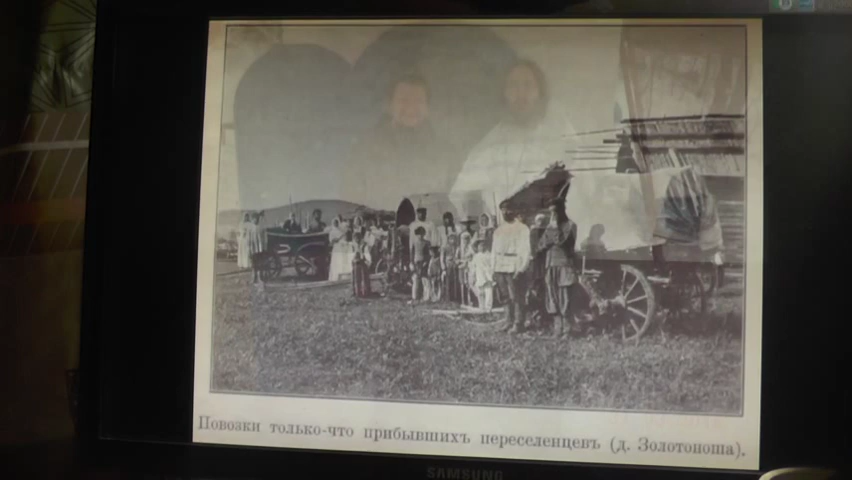 Повозки только-что прибывшихъ переселенцевъ (д. Золотоноша).
SAMSUNG